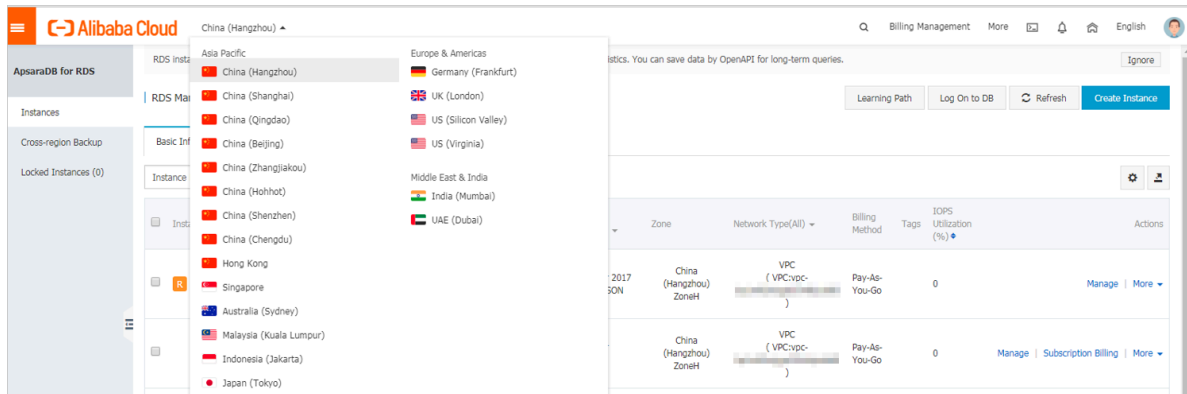 Alibaba Cloud
China (Hangzhou)
Billing Management
More
English
ApsaraDB for RDS
Instances
Cross-region Backup
Locked Instances (0)
RDS insta
istics. You can save data by OpenAPI for long-term queries.
Ignore
RDS Ma
Learning Path
Log On to DB
Refresh
Create Instance
Basic Inf
Instance
Asia Pacific
China (Hangzhou)
China (Shanghai)
China (Qingdao)
China (Beijing)
China (Zhangjiakou)
China (Hohhot)
China (Shenzhen)
China (Chengdu)
Hong Kong
Singapore
Australia (Sydney)
Malaysia (Kuala Lumpur)
Indonesia (Jakarta)
Japan (Tokyo)
Europe & Americas
Germany (Frankfurt)
UK (London)
US (Silicon Valley)
US (Virginia)
Middle East & India
India (Mumbai)
UAE (Dubai)
Insta
Zone
Network Type(All)
Billing
Method
Tags
IOPS
Utilization
(%)
Actions
R
2017
SON
China
(Hangzhou)
ZoneH
VPC
( VPC:vpc-
)
Pay-As-
You-Go
0
Manage | More
China
(Hangzhou)
ZoneH
VPC
( VPC:vpc-
)
Pay-As-
You-Go
0
Manage | Subscription Billing | More